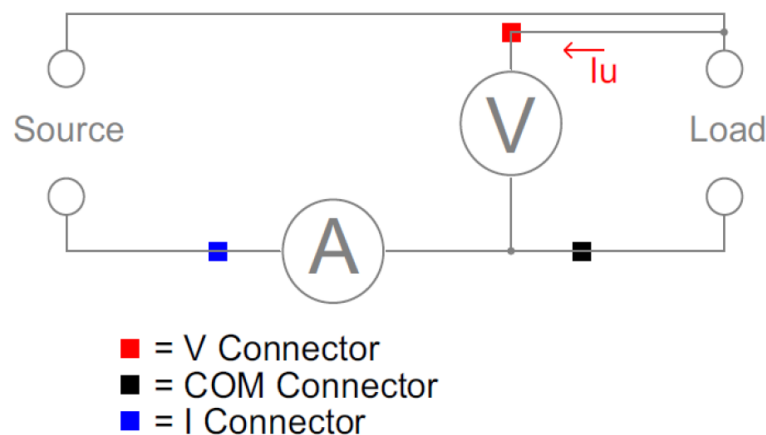 Iu
V
Source
Load
A
= V Connector
= COM Connector
= I Connector